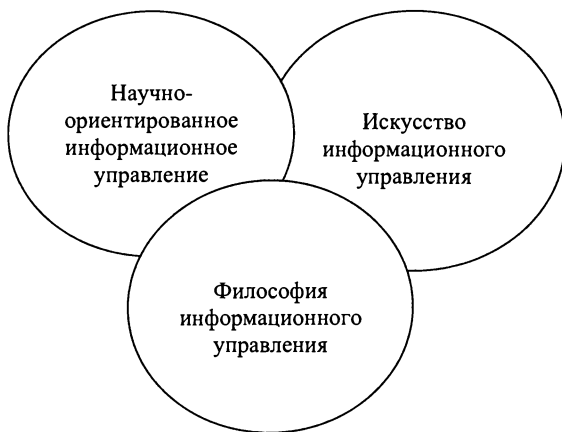 Научно-
ориентированное
информационное
управление
Искусство
информационного
управления
Философия
информационного
управления